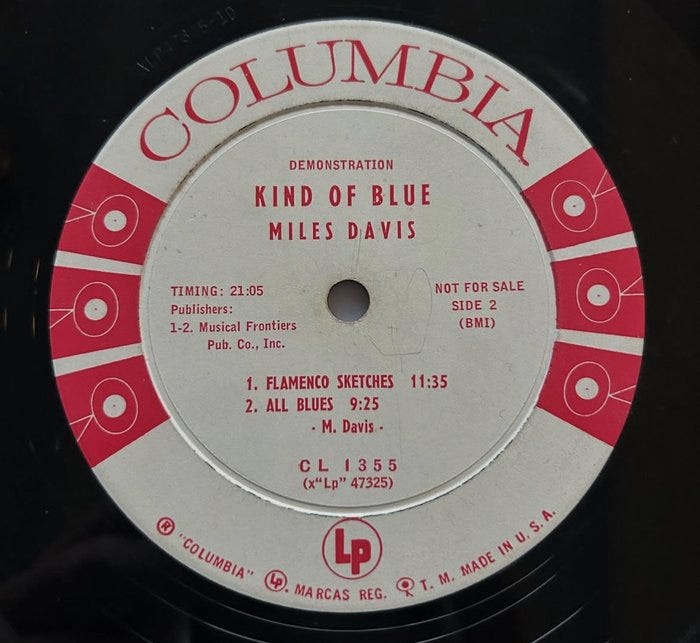 COLUMBIA
DEMONSTRATION
KIND OF BLUE
MILES DAVIS
TIMING: 21:05
Publishers:
1-2. Musical Frontiers
Pub. Co., Inc.
NOT FOR SALE
SIDE 2
(BMI)
1. FLAMENCO SKETCHES 11:35
2. ALL BLUES 9:25
- M. Davis -
CL 1355
(x"Lp" 47325)
Lp
® "COLUMBIA" Lp. MARCAS REG. T. M. MADE IN U. S. A.